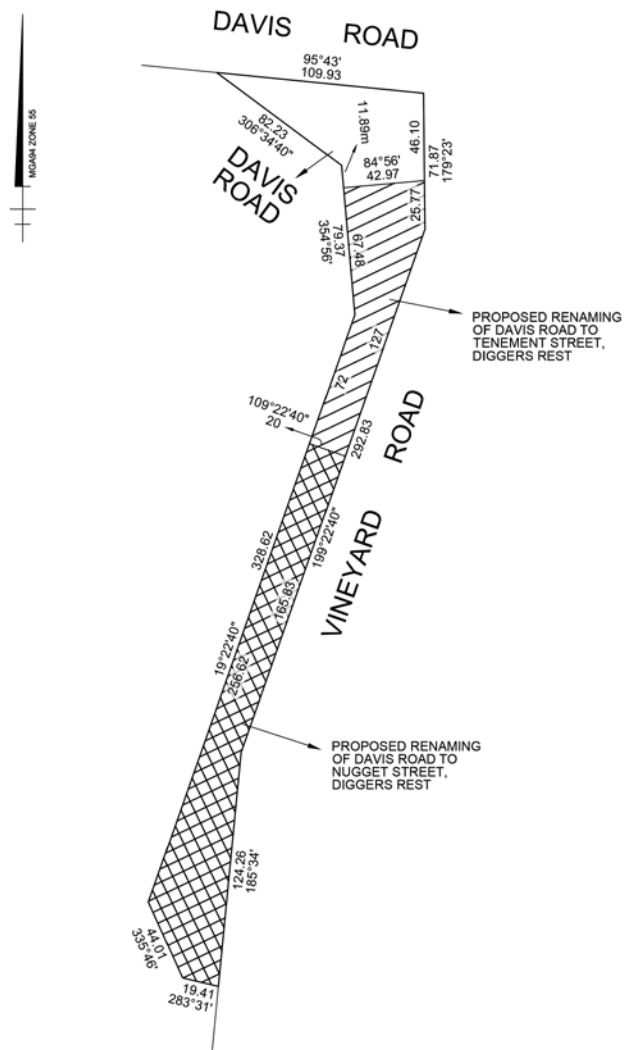 DAVIS ROAD
95°43'
109.93
MGA94 ZONE 55
82.23
306°34'40"
11.89m
84°56'
42.97
46.10
71.87
179°23'
DAVIS
ROAD
25.77
79.37
354°56'
67.48
PROPOSED RENAMING
OF DAVIS ROAD TO
TENEMENT STREET,
DIGGERS REST
127
72
109°22'40"
20
292.83
199°22'40"
VINEYARD ROAD
328.62
19°22'40"
165.83
256.62
PROPOSED RENAMING
OF DAVIS ROAD TO
NUGGET STREET,
DIGGERS REST
124.26
185°34'
44.01
335°46'
19.41
283°31'